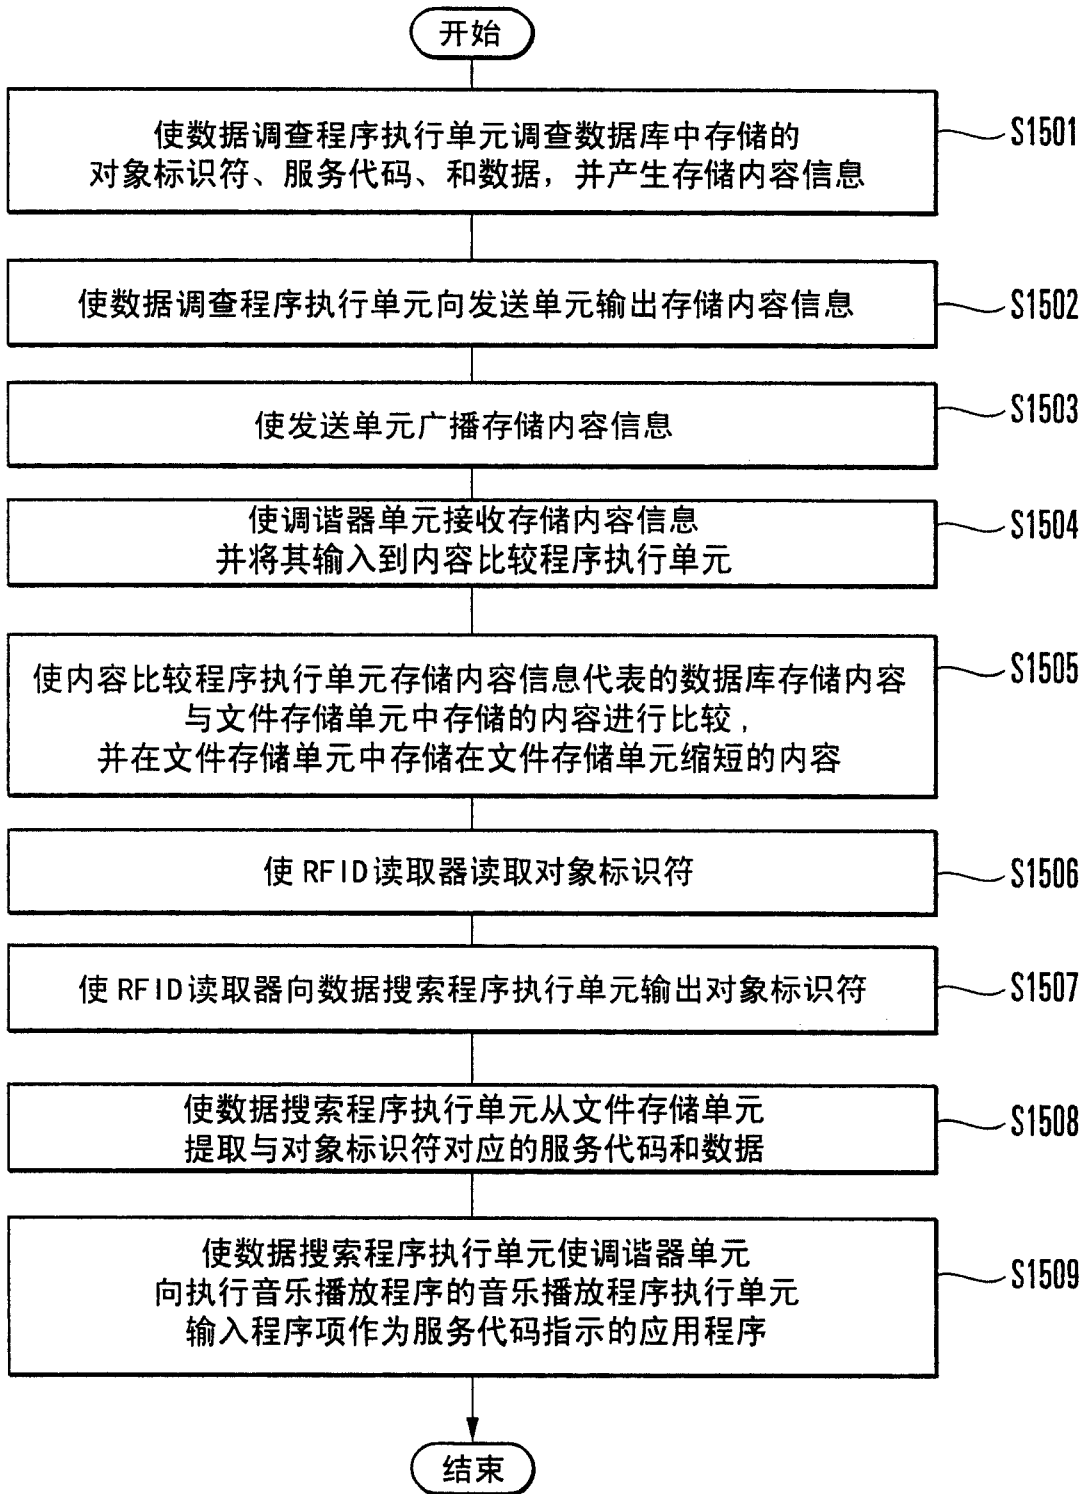 开始
使数据调查程序执行单元调查数据库中存储的
对象标识符、服务代码、和数据，并产生存储内容信息
S1501
使数据调查程序执行单元向发送单元输出存储内容信息
S1502
使发送单元广播存储内容信息
S1503
使调谐器单元接收存储内容信息
并将其输入到内容比较程序执行单元
S1504
使内容比较程序执行单元存储内容信息代表的数据库存储内容
与文件存储单元中存储的内容进行比较，
并在文件存储单元中存储在文件存储单元缩短的内容
S1505
使RFID读取器读取对象标识符
S1506
使RFID读取器向数据搜索程序执行单元输出对象标识符
S1507
使数据搜索程序执行单元从文件存储单元
提取与对象标识符对应的服务代码和数据
S1508
使数据搜索程序执行单元使调谐器单元
向执行音乐播放程序的音乐播放程序执行单元
输入程序项作为服务代码指示的应用程序
S1509
结束